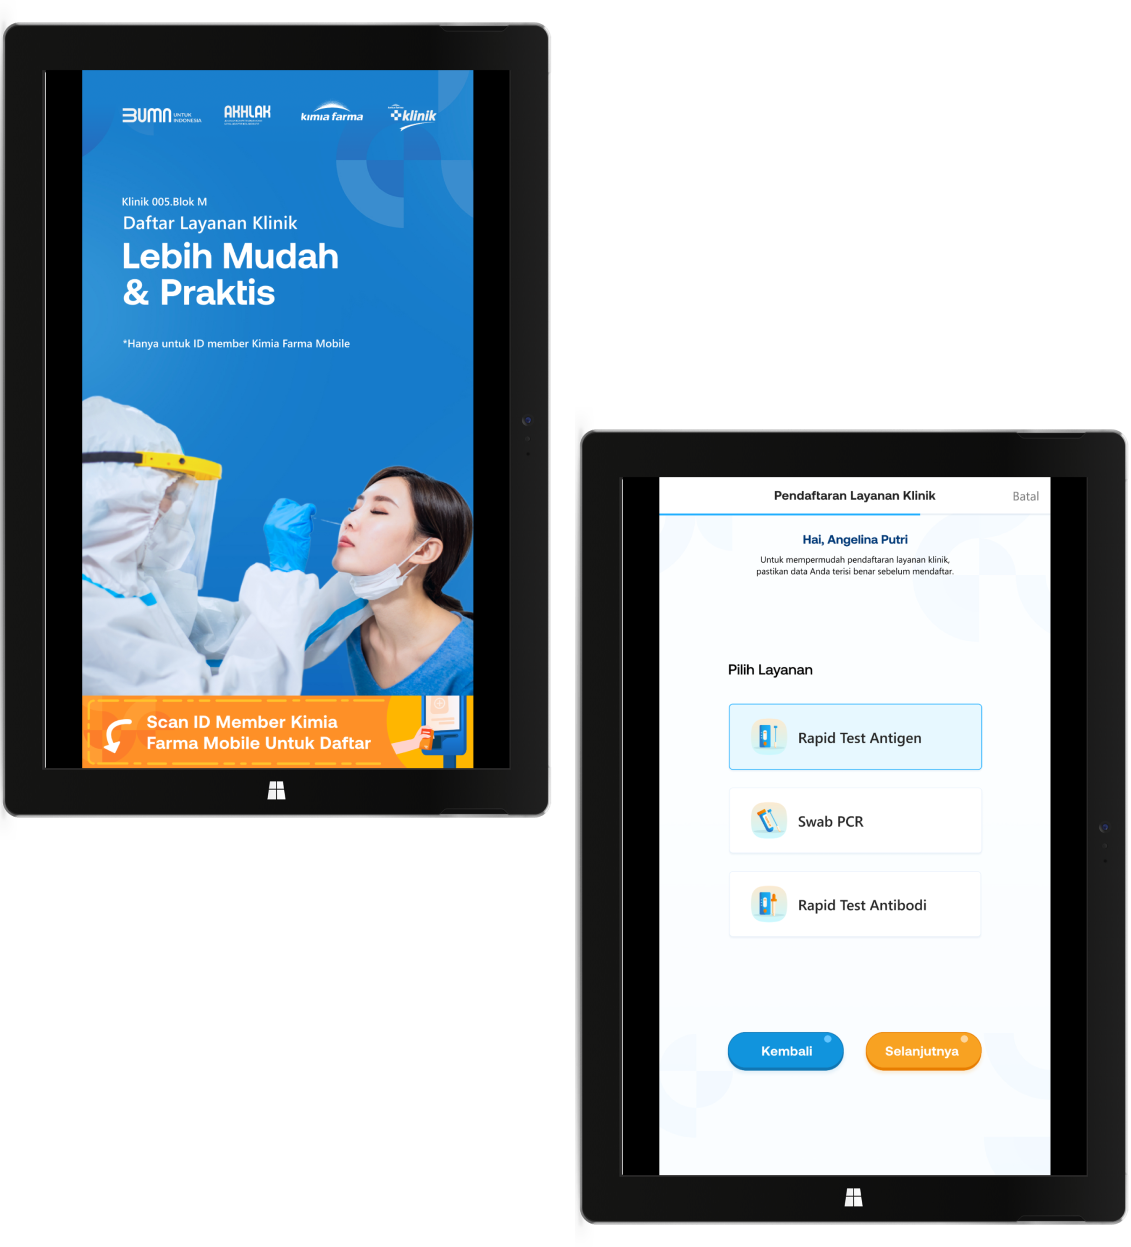 BUMN UNTUK INDONESIA
AKHLAK
kimia farma
klinik
Klinik 005.Blok M
Daftar Layanan Klinik
Lebih Mudah
& Praktis
*Hanya untuk ID member Kimia Farma Mobile
Scan ID Member Kimia
Farma Mobile Untuk Daftar
Pendaftaran Layanan Klinik
Batal
Hai, Angelina Putri
Untuk mempermudah pendaftaran layanan klinik,
pastikan data Anda terisi benar sebelum mendaftar.
Pilih Layanan
Rapid Test Antigen
Swab PCR
Rapid Test Antibodi
Kembali
Selanjutnya